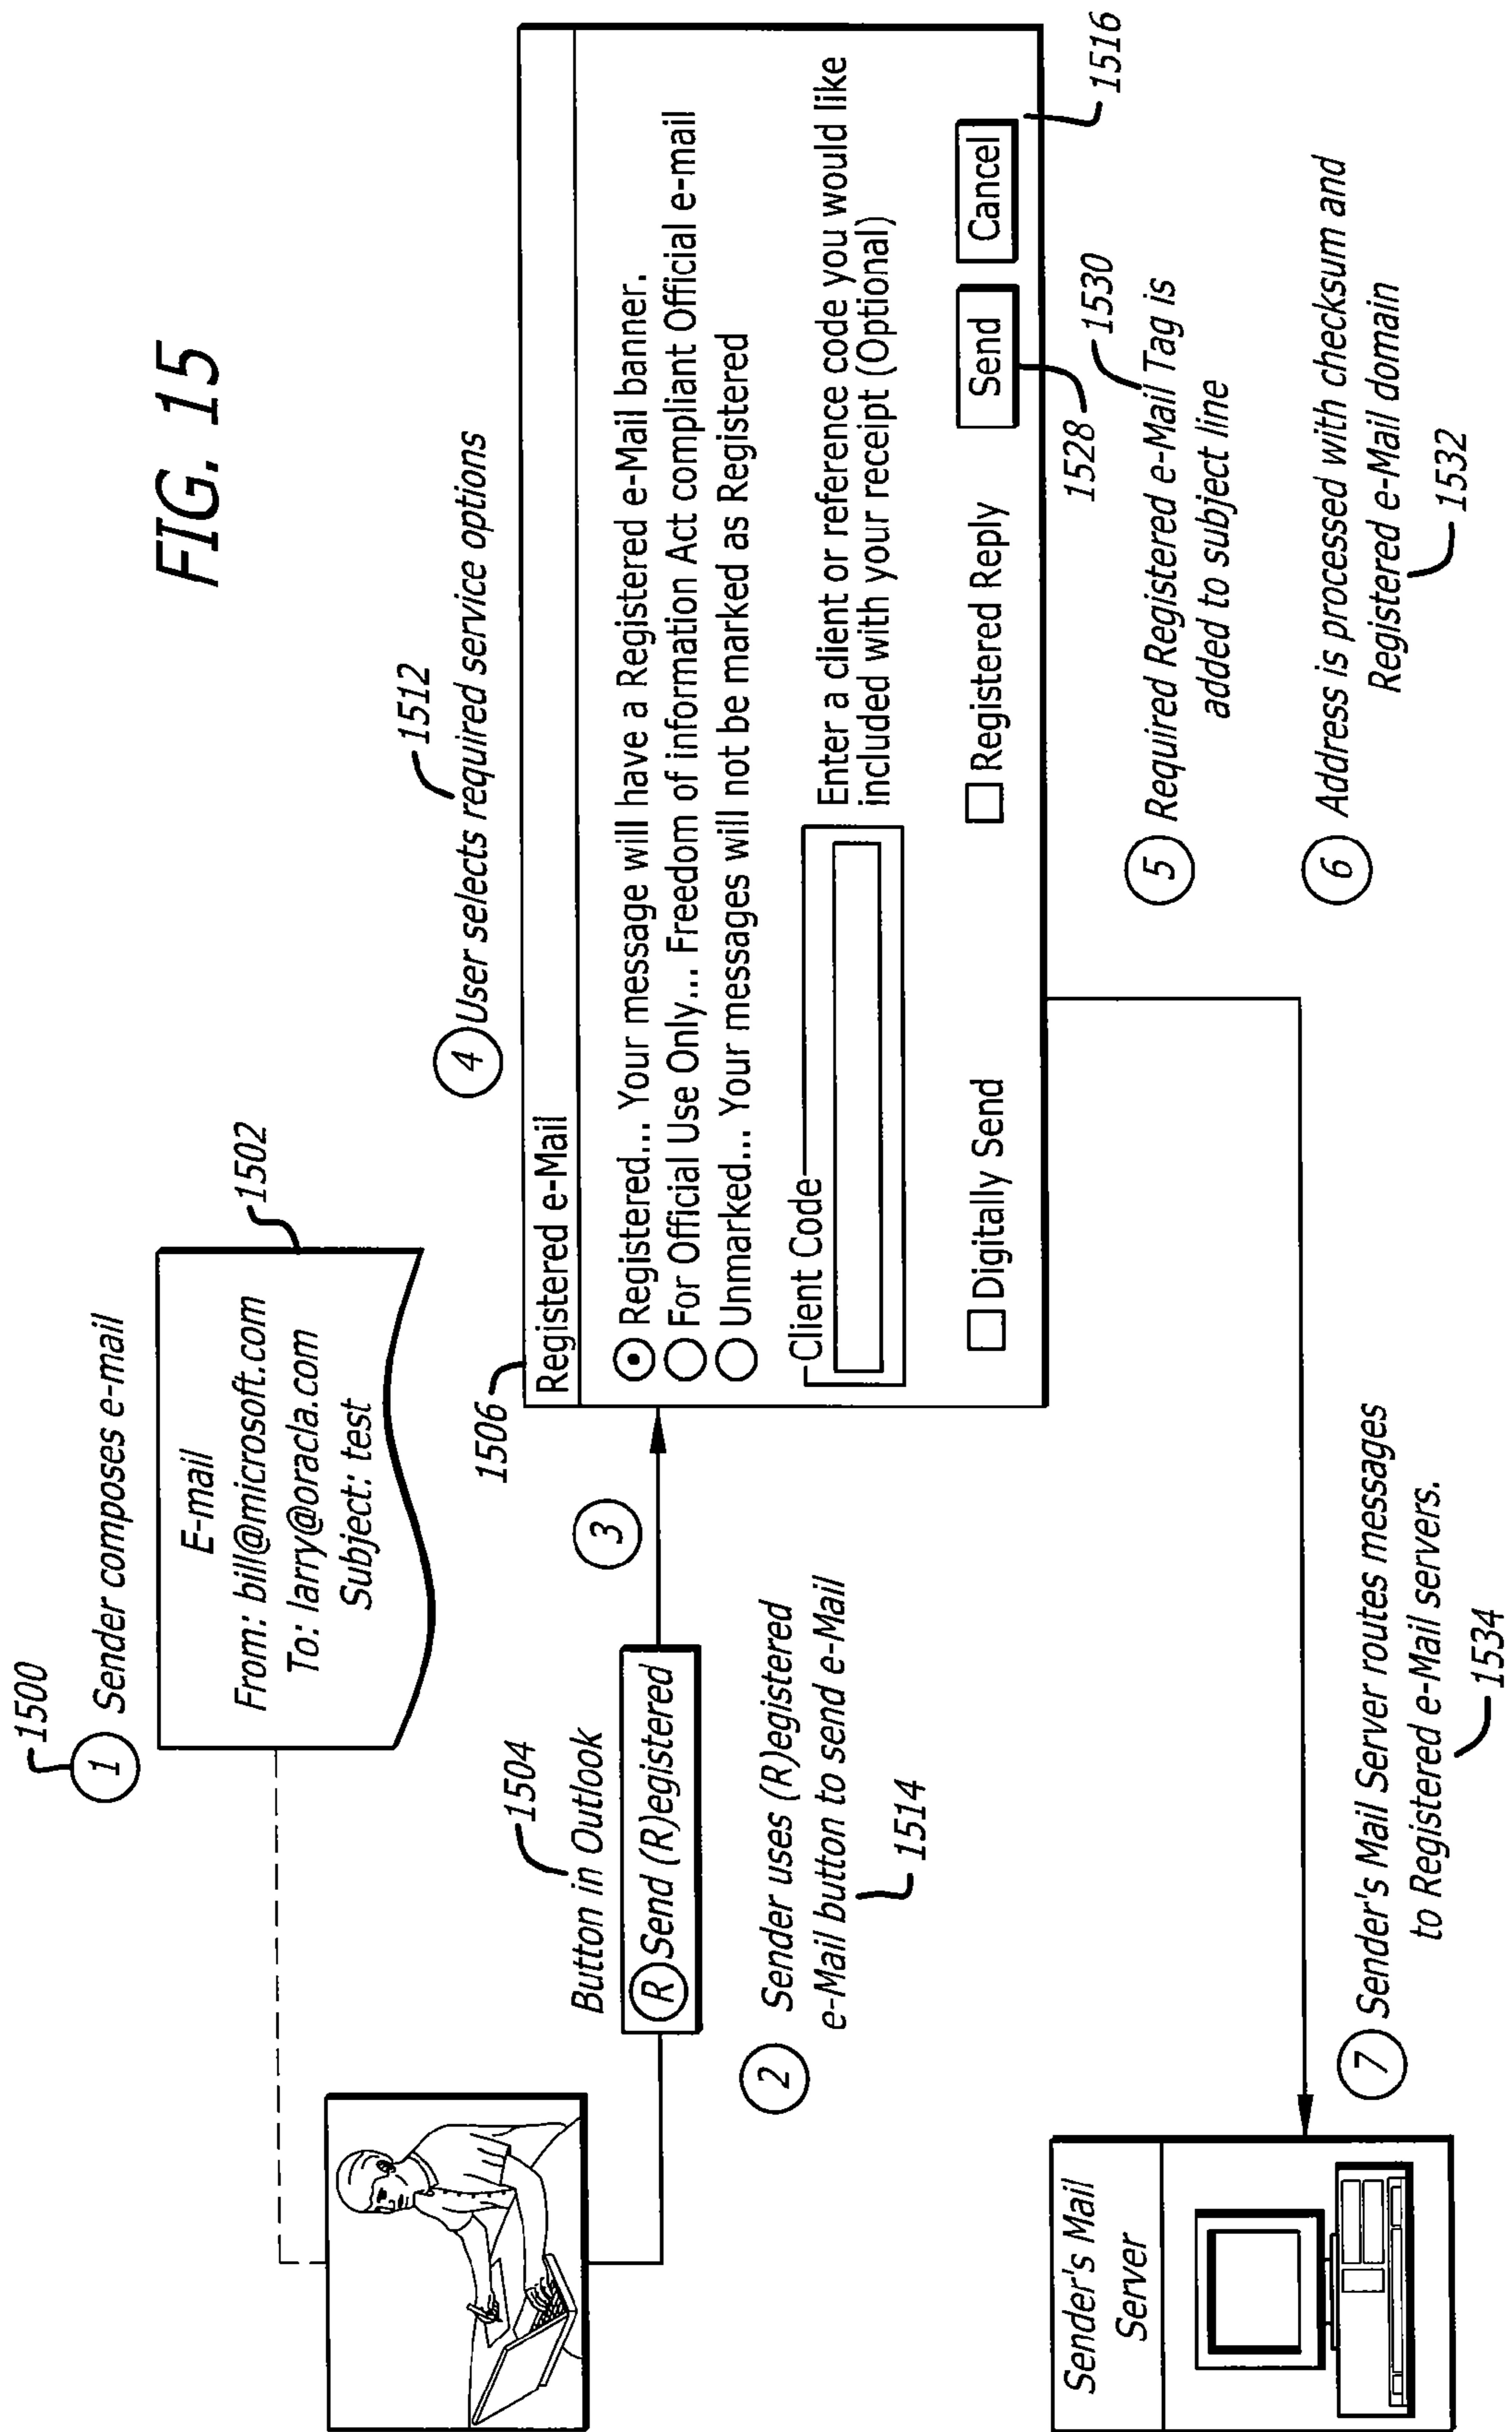 FIG. 15
1500
1 Sender composes e-mail
1502
E-mail
From: bill@microsoft.com
To: larry@oracla.com
Subject: test
1504
Button in Outlook
R Send (R)egistered
2 Sender uses (R)egistered
e-Mail button to send e-Mail
1514
3
1512
4 User selects required service options
1506
Registered e-Mail
Registered... Your message will have a Registered e-Mail banner.
For Official Use Only... Freedom of information Act compliant Official e-mail
Unmarked... Your messages will not be marked as Registered
Client Code
Enter a client or reference code you would like
included with your receipt (Optional)
Digitally Send
Registered Reply
Send
Cancel
1516
1528
1530
5 Required Registered e-Mail Tag is
added to subject line
6 Address is processed with checksum and
Registered e-Mail domain
1532
Sender's Mail
Server
7 Sender's Mail Server routes messages
to Registered e-Mail servers.
1534